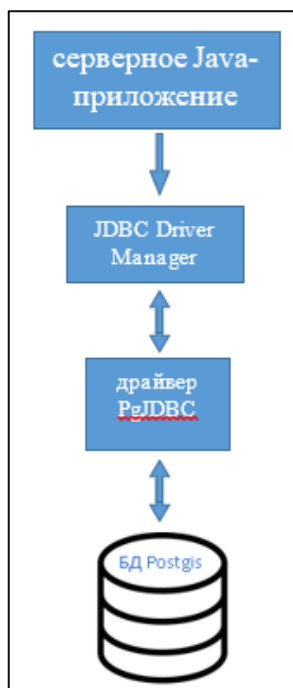 серверное Java-
приложение
JDBC Driver
Manager
драйвер
PgJDBC
БД Postgis